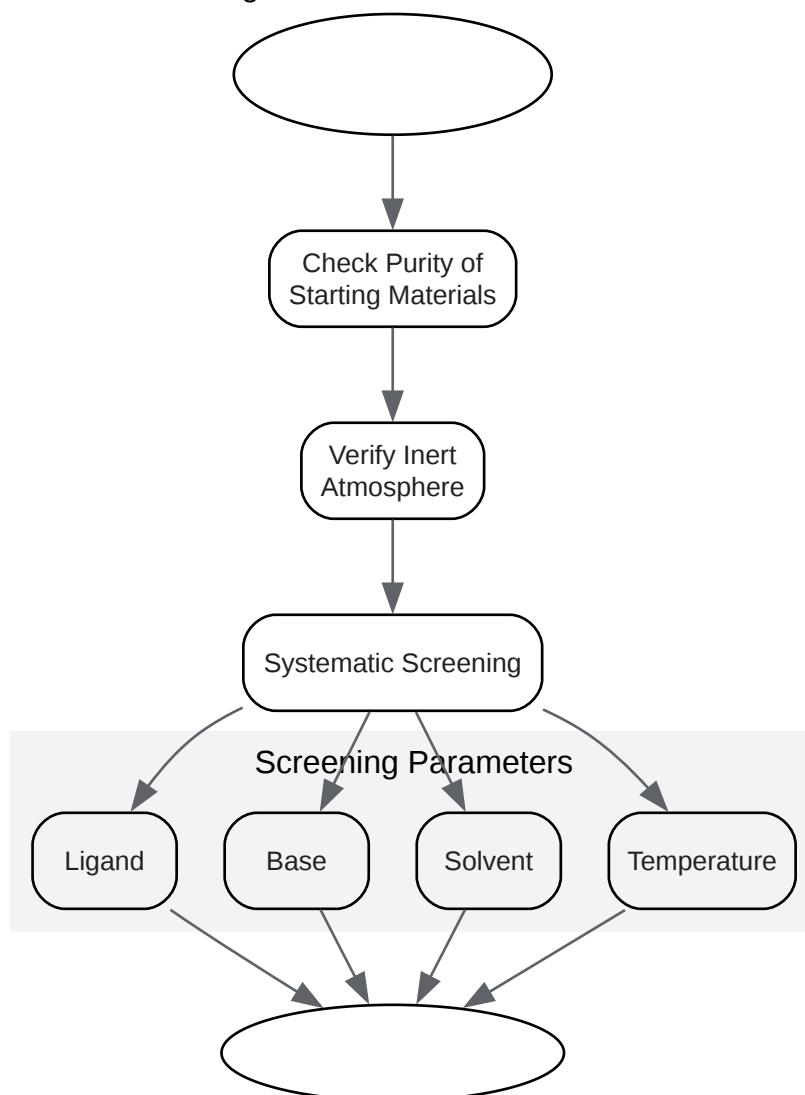 Check Purity of
Starting Materials
Verify Inert
Atmosphere
Systematic Screening
Screening Parameters
Ligand
Base
Solvent
Temperature